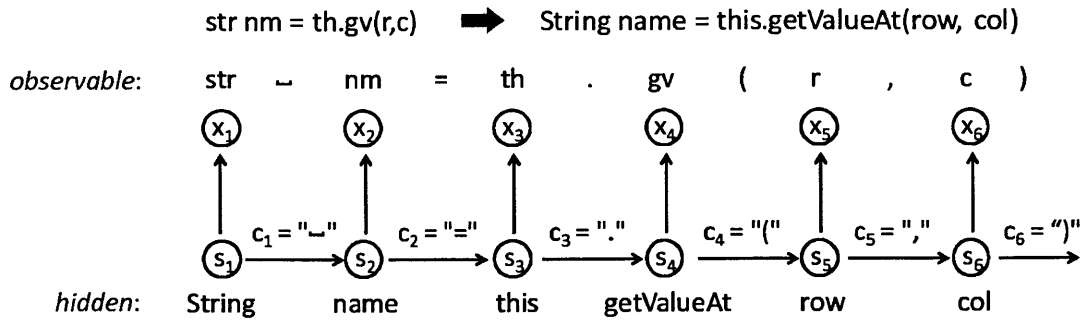 str nm = th.gv(r,c) ➡ String name = this.getValueAt(row, col)
observable: str ⌴ nm = th . gv ( r , c )
x1 x2 x3 x4 x5 x6
c1 = "⌴" c2 = "=" c3 = "." c4 = "(" c5 = "," c6 = “)"
s1 s2 s3 s4 s5 s6
hidden: String name this getValueAt row col